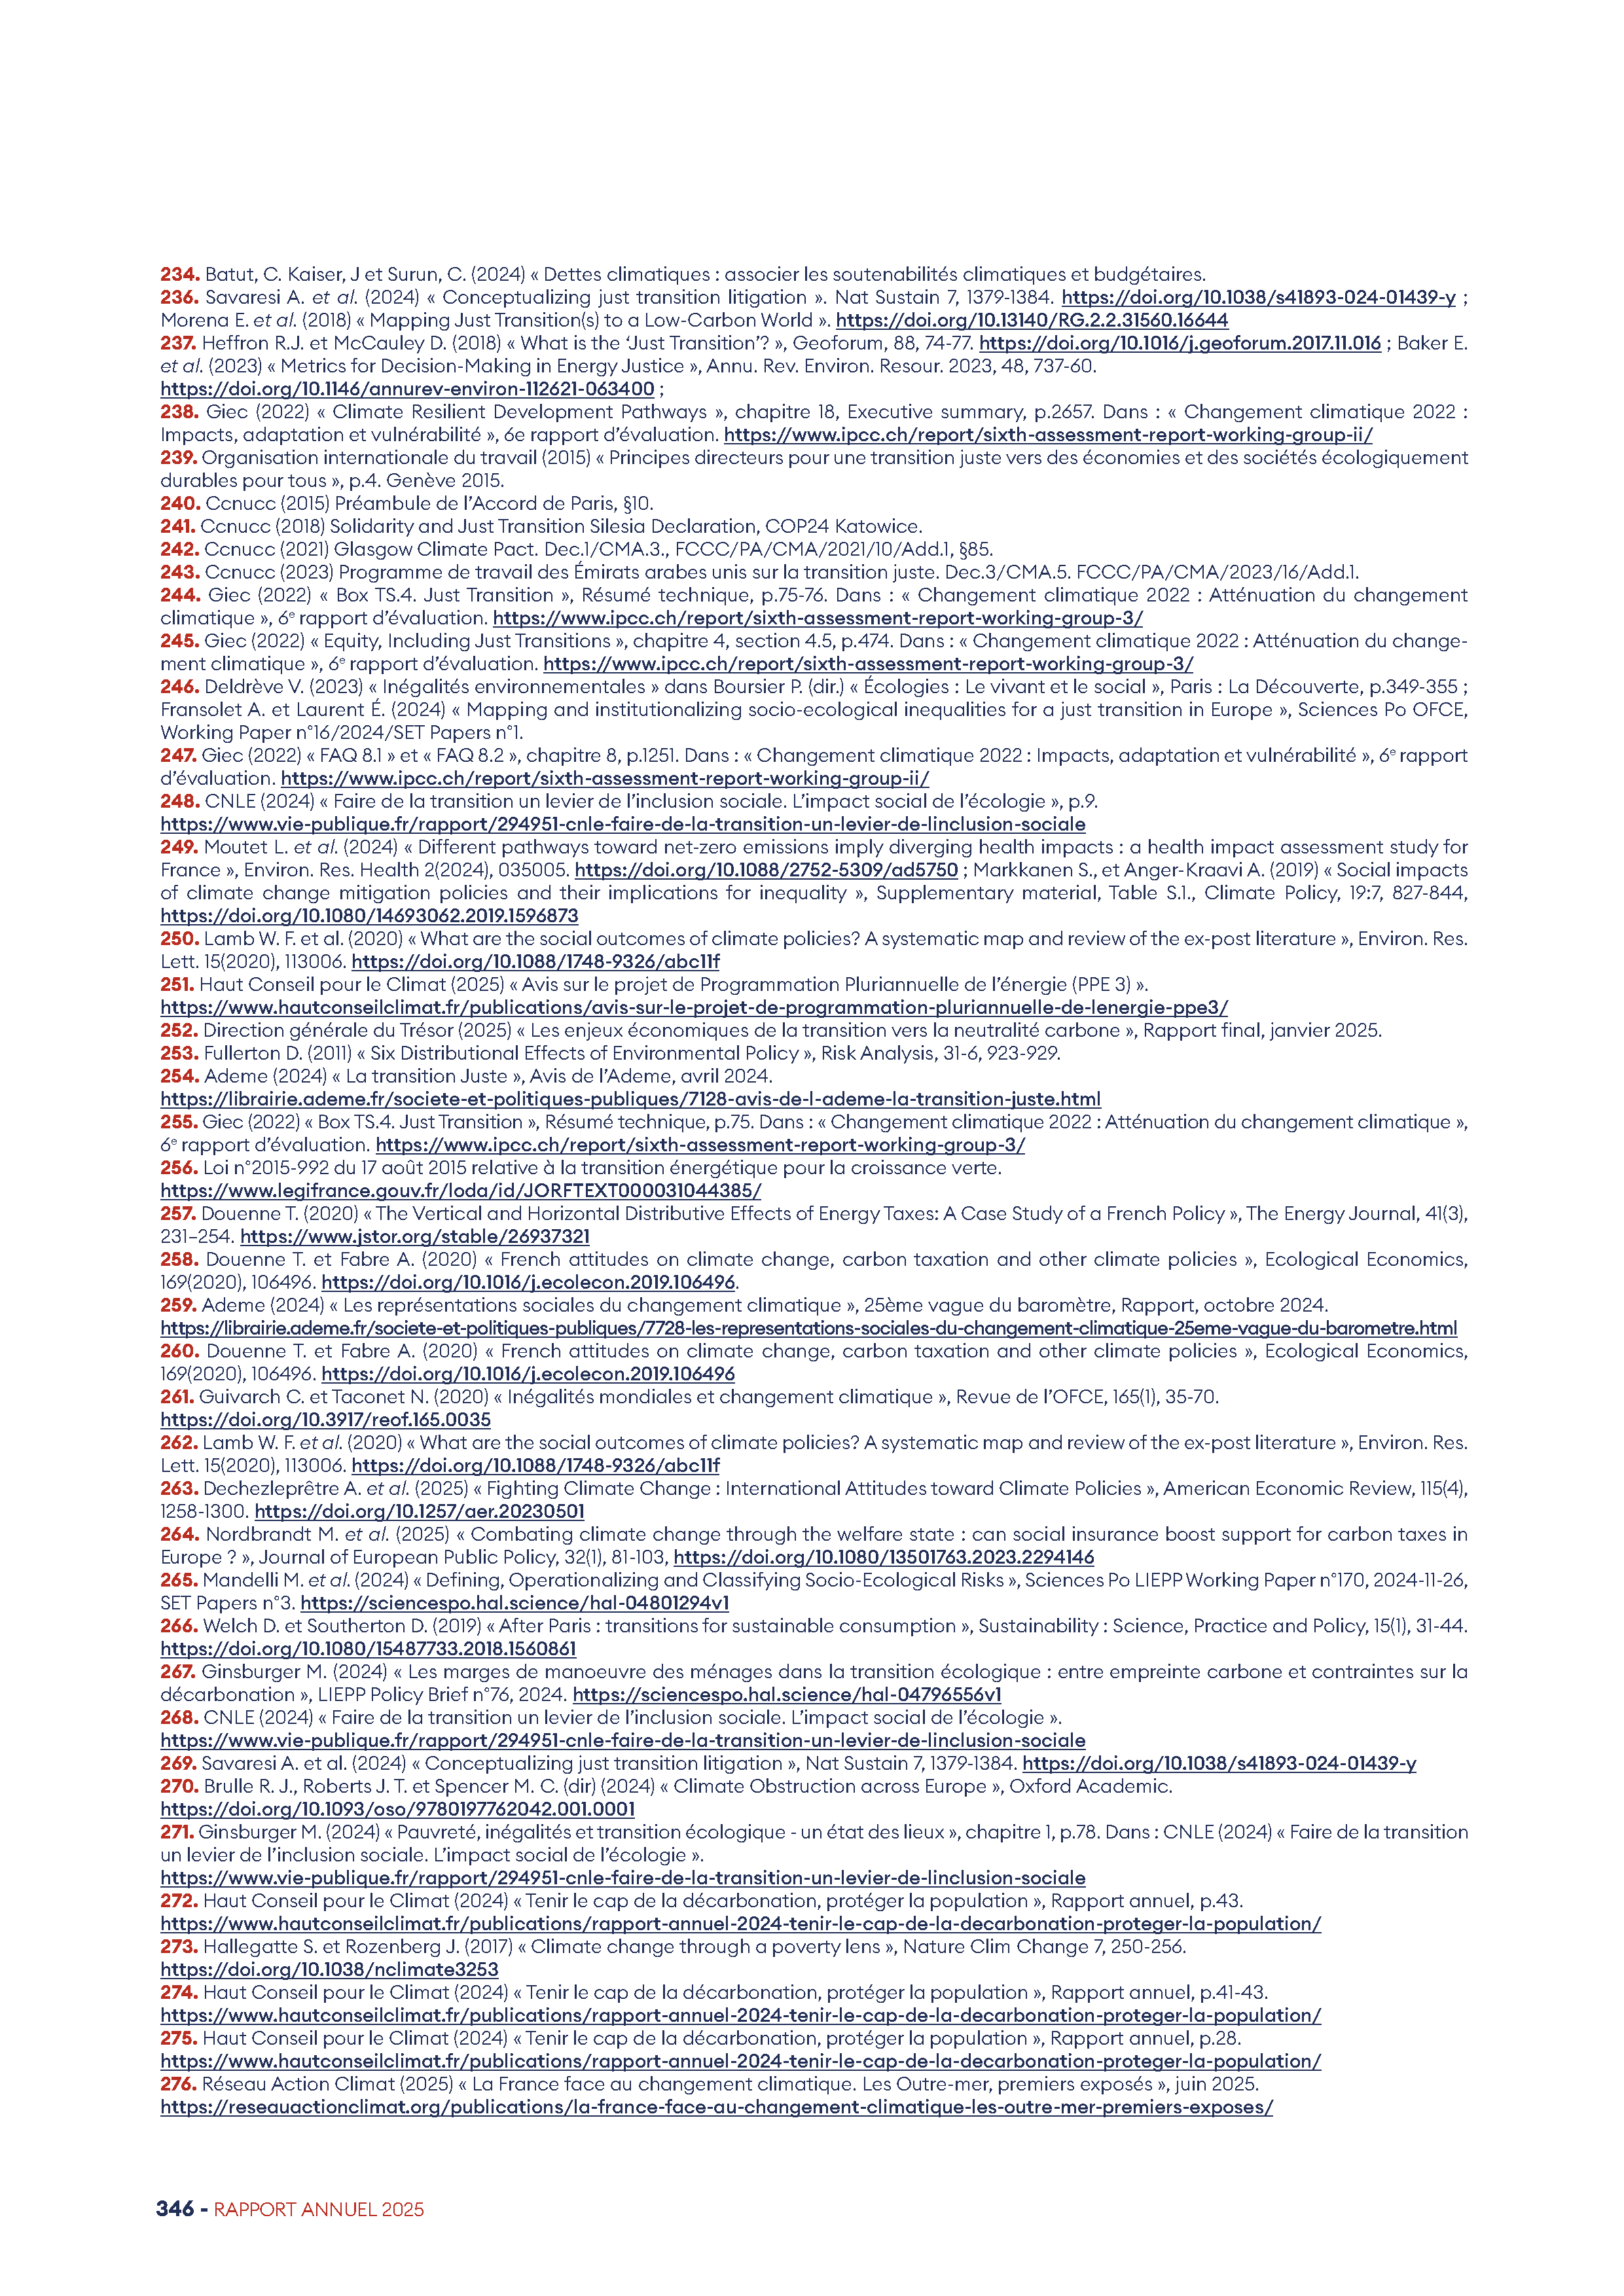 234. Batut, C. Kaiser, J et Surun, C. (2024) « Dettes climatiques : associer les soutenabilités climatiques et budgétaires.
236. Savaresi A. et al. (2024) « Conceptualizing just transition litigation ». Nat Sustain 7, 1379-1384. https://doi.org/10.1038/s41893-024-01439-y ;
Morena E. et al. (2018) « Mapping Just Transition(s) to a Low-Carbon World ». https://doi.org/10.13140/RG.2.2.31560.16644
237. Heffron R.J. et McCauley D. (2018) « What is the ‘Just Transition’? », Geoforum, 88, 74-77. https://doi.org/10.1016/j.geoforum.2017.11.016 ; Baker E.
et al. (2023) « Metrics for Decision-Making in Energy Justice », Annu. Rev. Environ. Resour. 2023, 48, 737-60.
https://doi.org/10.1146/annurev-environ-112621-063400 ;
238. Giec (2022) « Climate Resilient Development Pathways », chapitre 18, Executive summary, p.2657. Dans : « Changement climatique 2022 :
Impacts, adaptation et vulnérabilité », 6e rapport d’évaluation. https://www.ipcc.ch/report/sixth-assessment-report-working-group-ii/
239. Organisation internationale du travail (2015) « Principes directeurs pour une transition juste vers des économies et des sociétés écologiquement
durables pour tous », p.4. Genève 2015.
240. Ccnucc (2015) Préambule de l’Accord de Paris, §10.
241. Ccnucc (2018) Solidarity and Just Transition Silesia Declaration, COP24 Katowice.
242. Ccnucc (2021) Glasgow Climate Pact. Dec.1/CMA.3., FCCC/PA/CMA/2021/10/Add.1, §85.
243. Ccnucc (2023) Programme de travail des Émirats arabes unis sur la transition juste. Dec.3/CMA.5. FCCC/PA/CMA/2023/16/Add.1.
244. Giec (2022) « Box TS.4. Just Transition », Résumé technique, p.75-76. Dans : « Changement climatique 2022 : Atténuation du changement
climatique », 6e rapport d’évaluation. https://www.ipcc.ch/report/sixth-assessment-report-working-group-3/
245. Giec (2022) « Equity, Including Just Transitions », chapitre 4, section 4.5, p.474. Dans : « Changement climatique 2022 : Atténuation du change-
ment climatique », 6e rapport d’évaluation. https://www.ipcc.ch/report/sixth-assessment-report-working-group-3/
246. Deldrève V. (2023) « Inégalités environnementales » dans Boursier P. (dir.) « Écologies : Le vivant et le social », Paris : La Découverte, p.349-355 ;
Fransolet A. et Laurent É. (2024) « Mapping and institutionalizing socio-ecological inequalities for a just transition in Europe », Sciences Po OFCE,
Working Paper n°16/2024/SET Papers n°1.
247. Giec (2022) « FAQ 8.1 » et « FAQ 8.2 », chapitre 8, p.1251. Dans : « Changement climatique 2022 : Impacts, adaptation et vulnérabilité », 6e rapport
d’évaluation. https://www.ipcc.ch/report/sixth-assessment-report-working-group-ii/
248. CNLE (2024) « Faire de la transition un levier de l’inclusion sociale. L’impact social de l’écologie », p.9.
https://www.vie-publique.fr/rapport/294951-cnle-faire-de-la-transition-un-levier-de-linclusion-sociale
249. Moutet L. et al. (2024) « Different pathways toward net-zero emissions imply diverging health impacts : a health impact assessment study for
France », Environ. Res. Health 2(2024), 035005. https://doi.org/10.1088/2752-5309/ad5750 ; Markkanen S., et Anger-Kraavi A. (2019) « Social impacts
of climate change mitigation policies and their implications for inequality », Supplementary material, Table S.1., Climate Policy, 19:7, 827-844,
https://doi.org/10.1080/14693062.2019.1596873
250. Lamb W. F. et al. (2020) « What are the social outcomes of climate policies? A systematic map and review of the ex-post literature », Environ. Res.
Lett. 15(2020), 113006. https://doi.org/10.1088/1748-9326/abc11f
251. Haut Conseil pour le Climat (2025) « Avis sur le projet de Programmation Pluriannuelle de l’énergie (PPE 3) ».
https://www.hautconseilclimat.fr/publications/avis-sur-le-projet-de-programmation-pluriannuelle-de-lenergie-ppe3/
252. Direction générale du Trésor (2025) « Les enjeux économiques de la transition vers la neutralité carbone », Rapport final, janvier 2025.
253. Fullerton D. (2011) « Six Distributional Effects of Environmental Policy », Risk Analysis, 31-6, 923-929.
254. Ademe (2024) « La transition Juste », Avis de l’Ademe, avril 2024.
https://librairie.ademe.fr/societe-et-politiques-publiques/7128-avis-de-l-ademe-la-transition-juste.html
255. Giec (2022) « Box TS.4. Just Transition », Résumé technique, p.75. Dans : « Changement climatique 2022 : Atténuation du changement climatique »,
6e rapport d’évaluation. https://www.ipcc.ch/report/sixth-assessment-report-working-group-3/
256. Loi n°2015-992 du 17 août 2015 relative à la transition énergétique pour la croissance verte.
https://www.legifrance.gouv.fr/loda/id/JORFTEXT000031044385/
257. Douenne T. (2020) « The Vertical and Horizontal Distributive Effects of Energy Taxes: A Case Study of a French Policy », The Energy Journal, 41(3),
231–254. https://www.jstor.org/stable/26937321
258. Douenne T. et Fabre A. (2020) « French attitudes on climate change, carbon taxation and other climate policies », Ecological Economics,
169(2020), 106496. https://doi.org/10.1016/j.ecolecon.2019.106496.
259. Ademe (2024) « Les représentations sociales du changement climatique », 25ème vague du baromètre, Rapport, octobre 2024.
https://librairie.ademe.fr/societe-et-politiques-publiques/7728-les-representations-sociales-du-changement-climatique-25eme-vague-du-barometre.html
260. Douenne T. et Fabre A. (2020) « French attitudes on climate change, carbon taxation and other climate policies », Ecological Economics,
169(2020), 106496. https://doi.org/10.1016/j.ecolecon.2019.106496
261. Guivarch C. et Taconet N. (2020) « Inégalités mondiales et changement climatique », Revue de l’OFCE, 165(1), 35-70.
https://doi.org/10.3917/reof.165.0035
262. Lamb W. F. et al. (2020) « What are the social outcomes of climate policies? A systematic map and review of the ex-post literature », Environ. Res.
Lett. 15(2020), 113006. https://doi.org/10.1088/1748-9326/abc11f
263. Dechezleprêtre A. et al. (2025) « Fighting Climate Change : International Attitudes toward Climate Policies », American Economic Review, 115(4),
1258-1300. https://doi.org/10.1257/aer.20230501
264. Nordbrandt M. et al. (2025) « Combating climate change through the welfare state : can social insurance boost support for carbon taxes in
Europe ? », Journal of European Public Policy, 32(1), 81-103, https://doi.org/10.1080/13501763.2023.2294146
265. Mandelli M. et al. (2024) « Defining, Operationalizing and Classifying Socio-Ecological Risks », Sciences Po LIEPP Working Paper n°170, 2024-11-26,
SET Papers n°3. https://sciencespo.hal.science/hal-04801294v1
266. Welch D. et Southerton D. (2019) « After Paris : transitions for sustainable consumption », Sustainability : Science, Practice and Policy, 15(1), 31-44.
https://doi.org/10.1080/15487733.2018.1560861
267. Ginsburger M. (2024) « Les marges de manoeuvre des ménages dans la transition écologique : entre empreinte carbone et contraintes sur la
décarbonation », LIEPP Policy Brief n°76, 2024. https://sciencespo.hal.science/hal-04796556v1
268. CNLE (2024) « Faire de la transition un levier de l’inclusion sociale. L’impact social de l’écologie ».
https://www.vie-publique.fr/rapport/294951-cnle-faire-de-la-transition-un-levier-de-linclusion-sociale
269. Savaresi A. et al. (2024) « Conceptualizing just transition litigation », Nat Sustain 7, 1379-1384. https://doi.org/10.1038/s41893-024-01439-y
270. Brulle R. J., Roberts J. T. et Spencer M. C. (dir) (2024) « Climate Obstruction across Europe », Oxford Academic.
https://doi.org/10.1093/oso/9780197762042.001.0001
271. Ginsburger M. (2024) « Pauvreté, inégalités et transition écologique - un état des lieux », chapitre 1, p.78. Dans : CNLE (2024) « Faire de la transition
un levier de l’inclusion sociale. L’impact social de l’écologie ».
https://www.vie-publique.fr/rapport/294951-cnle-faire-de-la-transition-un-levier-de-linclusion-sociale
272. Haut Conseil pour le Climat (2024) « Tenir le cap de la décarbonation, protéger la population », Rapport annuel, p.43.
https://www.hautconseilclimat.fr/publications/rapport-annuel-2024-tenir-le-cap-de-la-decarbonation-proteger-la-population/
273. Hallegatte S. et Rozenberg J. (2017) « Climate change through a poverty lens », Nature Clim Change 7, 250-256.
https://doi.org/10.1038/nclimate3253
274. Haut Conseil pour le Climat (2024) « Tenir le cap de la décarbonation, protéger la population », Rapport annuel, p.41-43.
https://www.hautconseilclimat.fr/publications/rapport-annuel-2024-tenir-le-cap-de-la-decarbonation-proteger-la-population/
275. Haut Conseil pour le Climat (2024) « Tenir le cap de la décarbonation, protéger la population », Rapport annuel, p.28.
https://www.hautconseilclimat.fr/publications/rapport-annuel-2024-tenir-le-cap-de-la-decarbonation-proteger-la-population/
276. Réseau Action Climat (2025) « La France face au changement climatique. Les Outre-mer, premiers exposés », juin 2025.
https://reseauactionclimat.org/publications/la-france-face-au-changement-climatique-les-outre-mer-premiers-exposes/
346 - RAPPORT ANNUEL 2025